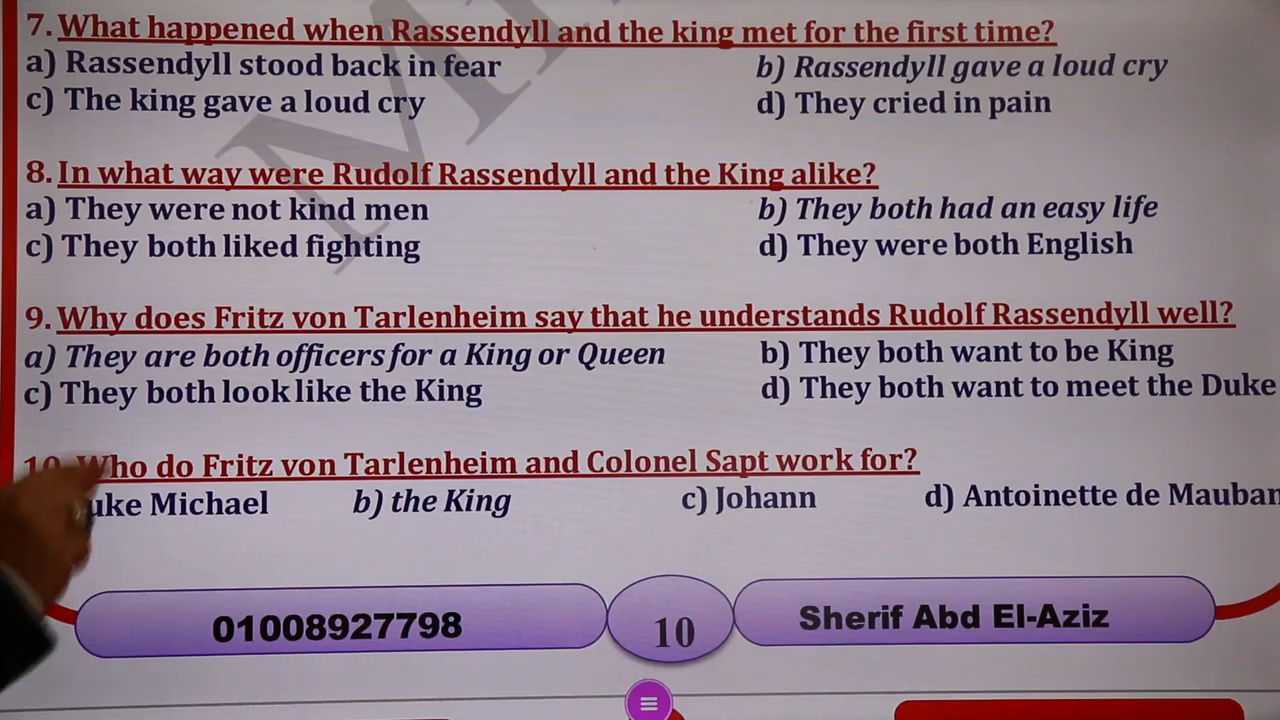 7. What happened when Rassendyll and the king met for the first time?
a) Rassendyll stood back in fear b) Rassendyll gave a loud cry
c) The king gave a loud cry d) They cried in pain
8. In what way were Rudolf Rassendyll and the King alike?
a) They were not kind men b) They both had an easy life
c) They both liked fighting d) They were both English
9. Why does Fritz von Tarlenheim say that he understands Rudolf Rassendyll well?
a) They are both officers for a King or Queen b) They both want to be King
c) They both look like the King d) They both want to meet the Duke
10. Who do Fritz von Tarlenheim and Colonel Sapt work for?
uke Michael b) the King c) Johann d) Antoinette de Mauban
01008927798 10 Sherif Abd El-Aziz